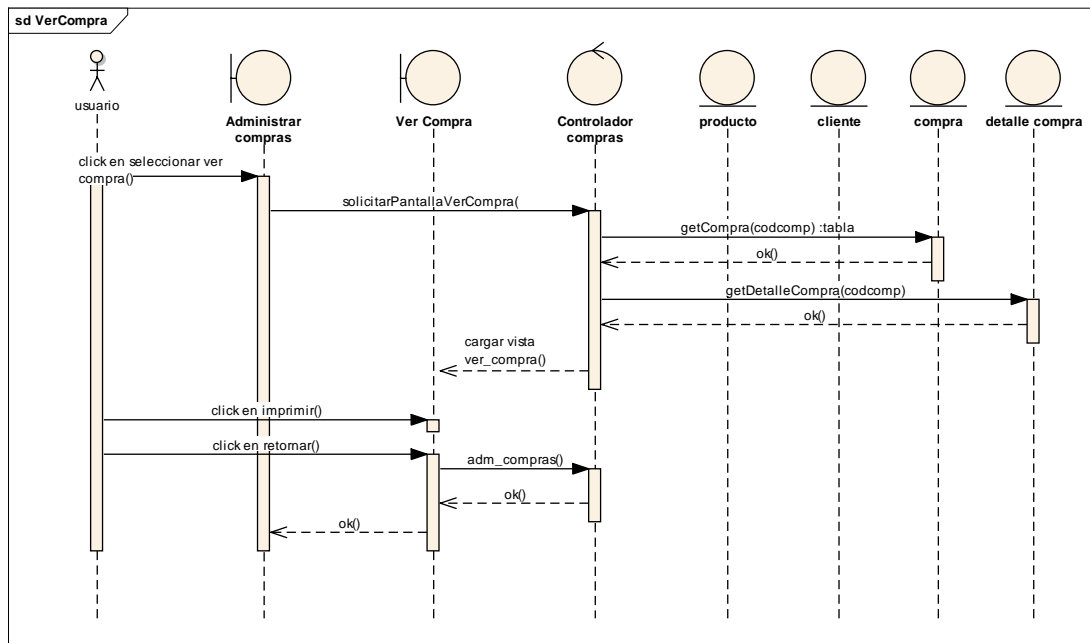 sd VerCompra
usuario
Administrar
compras
Ver Compra
Controlador
compras
producto
cliente
compra
detalle compra
click en seleccionar ver
compra()
solicitarPantallaVerCompra(
getCompra(codcomp) :tabla
ok()
getDetalleCompra(codcomp)
ok()
cargar vista
ver_compra()
click en imprimir()
click en retornar()
adm_compras()
ok()
ok()